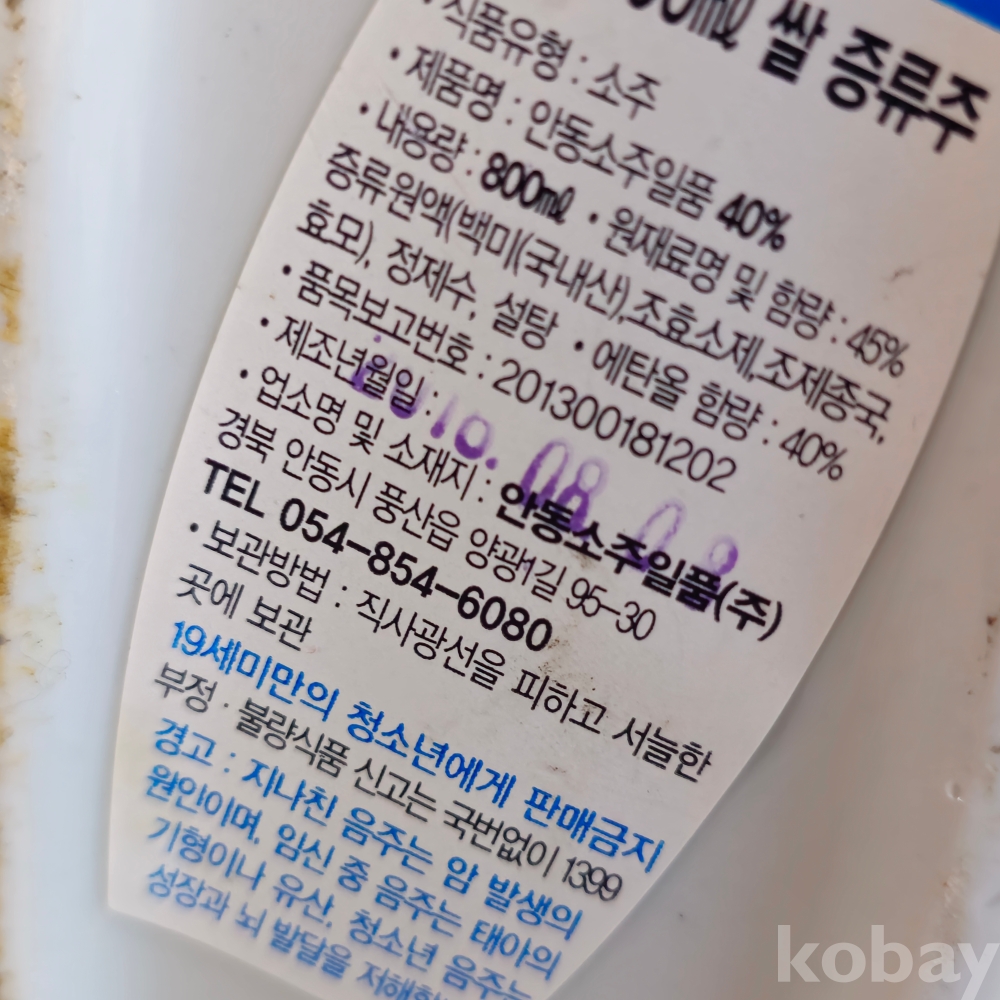 00㎖ 쌀 증류주
• 식품유형 : 소주
• 제품명 : 안동소주일품 40%
• 내용량 : 800㎖ • 원재료명 및 함량 : 45%
증류원액(백미(국내산),조효소제,조제종국,
효모), 정제수, 설탕 • 에탄올 함량 : 40%
• 품목보고번호 : 201300181202
• 제조년월일 : 08
• 업소명 및 소재지 : 안동소주일품(주)
경북 안동시 풍산읍 양광1길 95-30
TEL 054-854-6080
• 보관방법 : 직사광선을 피하고 서늘한
곳에 보관
19세미만의 청소년에게 판매금지
부정 · 불량식품 신고는 국번없이 1399
경고 : 지나친 음주는 암 발생의
원인이며, 임신 중 음주는 태아의
기형이나 유산, 청소년 음주는
성장과 뇌 발달을
kobay